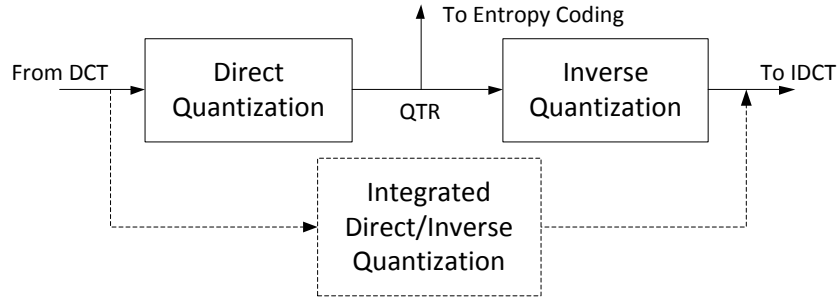 To Entropy Coding
From DCT
Direct
Quantization
QTR
Inverse
Quantization
To IDCT
Integrated
Direct/Inverse
Quantization